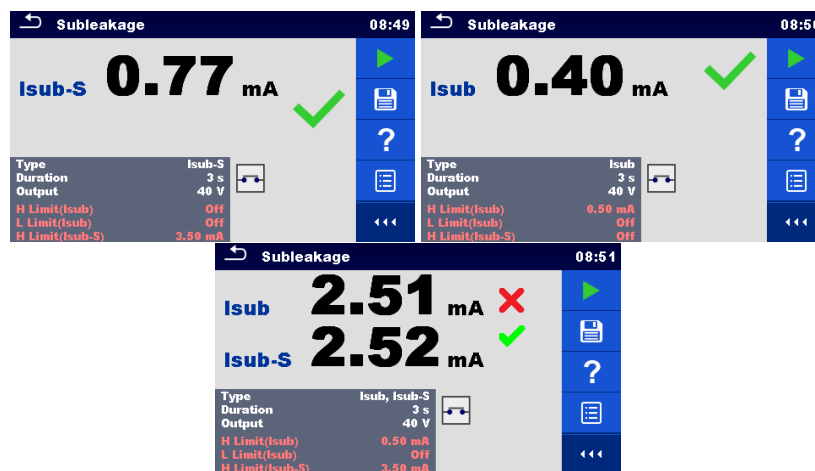 Subleakage 08:49
Isub-S 0.77 mA
?
Type Isub-S
Duration 3 s
Output 40 V
H Limit(Isub) Off
L Limit(Isub) Off
H Limit(Isub-S) 3.50 mA
Subleakage 08:50
Isub 0.40 mA
?
Type Isub
Duration 3 s
Output 40 V
H Limit(Isub) 0.50 mA
L Limit(Isub) Off
H Limit(Isub-S) Off
Subleakage 08:51
Isub 2.51 mA
Isub-S 2.52 mA
?
Type Isub, Isub-S
Duration 3 s
Output 40 V
H Limit(Isub) 0.50 mA
L Limit(Isub) Off
H Limit(Isub-S) 3.50 mA